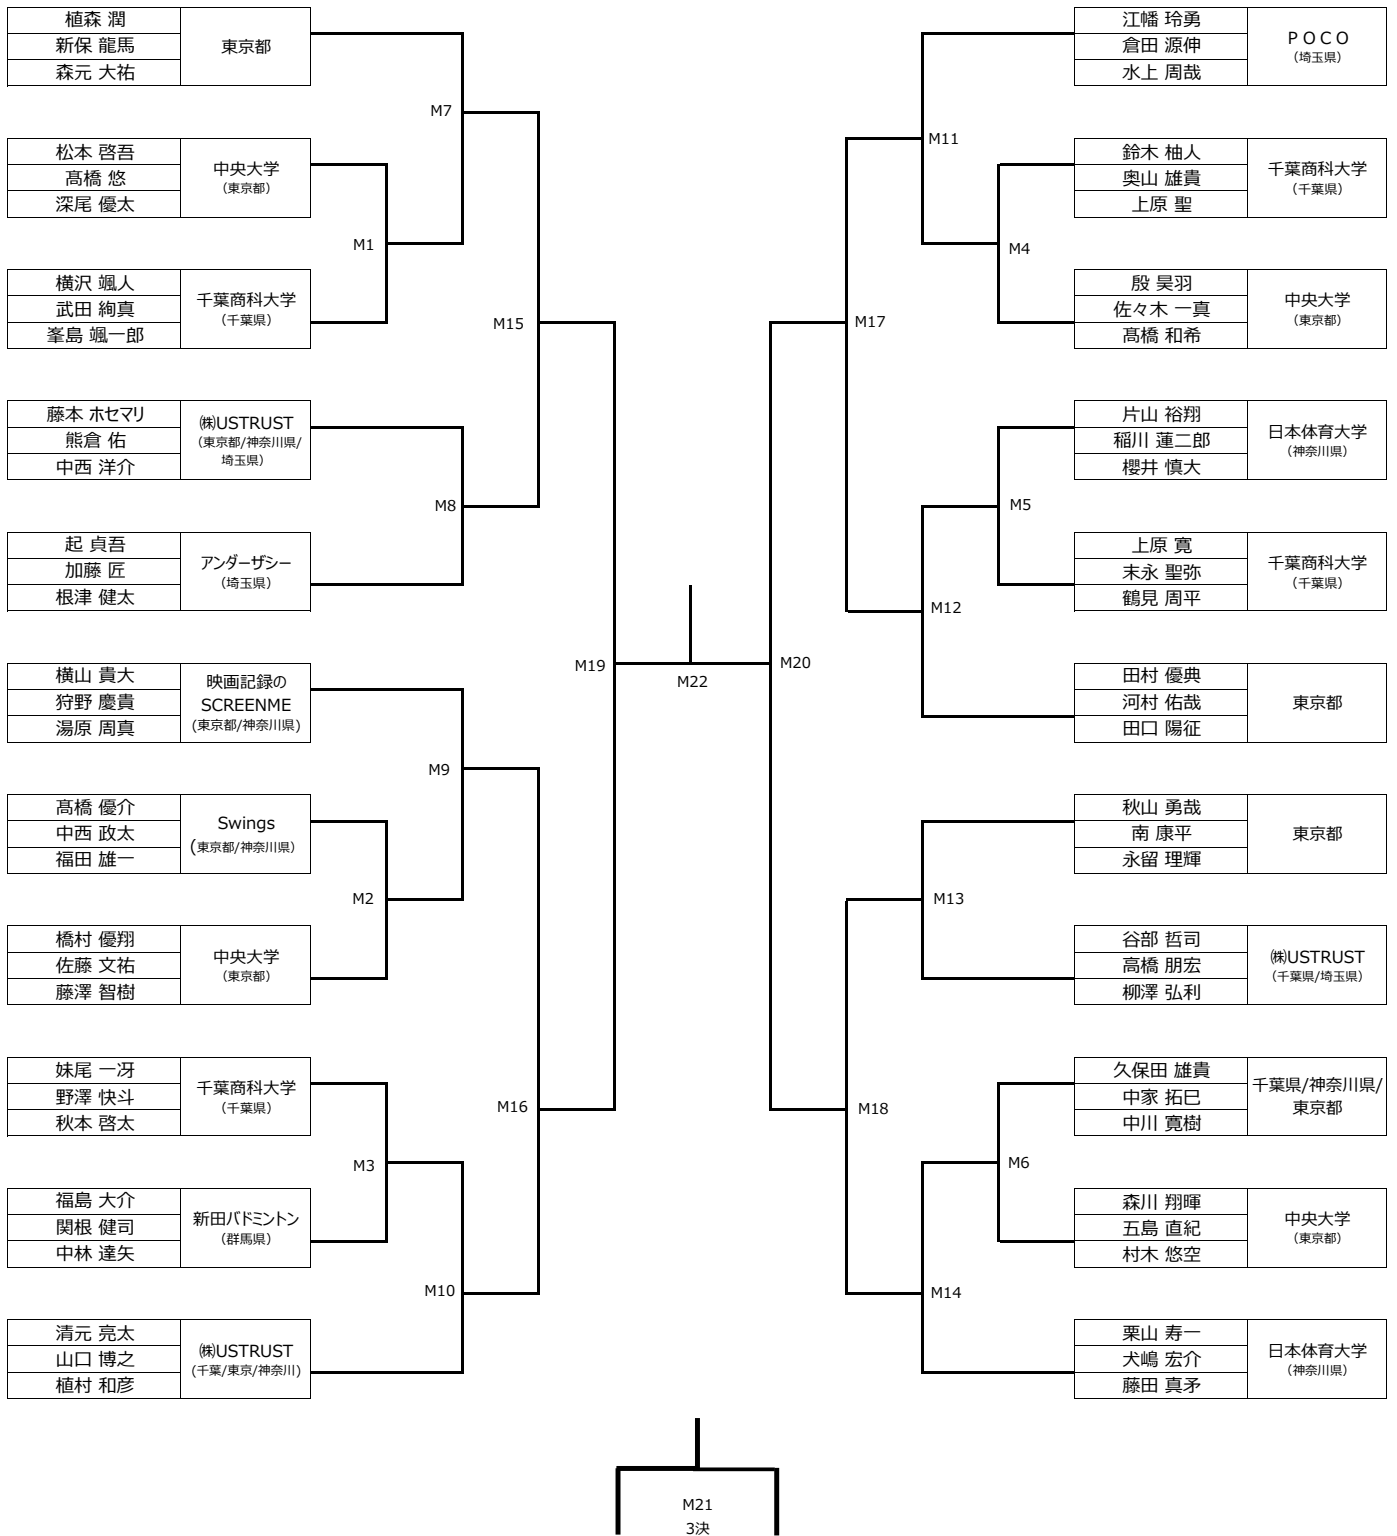 植森 潤
新保 龍馬
森元 大祐
東京都
松本 啓吾
髙橋 悠
深尾 優太
中央大学
（東京都）
横沢 颯人
武田 絢真
峯島 颯一郎
千葉商科大学
（千葉県）
藤本 ホセマリ
熊倉 佑
中西 洋介
㈱USTRUST
（東京都/神奈川県/
埼玉県）
起 貞吾
加藤 匠
根津 健太
アンダーザシー
（埼玉県）
横山 貴大
狩野 慶貴
湯原 周真
映画記録の
SCREENME
(東京都/神奈川県)
髙橋 優介
中西 政太
福田 雄一
Swings
(東京都/神奈川県）
橋村 優翔
佐藤 文祐
藤澤 智樹
中央大学
（東京都）
妹尾 一冴
野澤 快斗
秋本 啓太
千葉商科大学
（千葉県）
福島 大介
関根 健司
中林 達矢
新田バドミントン
（群馬県）
清元 亮太
山口 博之
植村 和彦
㈱USTRUST
(千葉/東京/神奈川)
M7
M1
M15
M8
M19
M9
M2
M16
M3
M10
M22
M21
3決
M11
M4
M17
M5
M12
M20
M13
M18
M6
M14
江幡 玲勇
倉田 源伸
水上 周哉
ＰＯＣＯ
（埼玉県）
鈴木 柚人
奥山 雄貴
上原 聖
千葉商科大学
（千葉県）
殷 昊羽
佐々木 一真
髙橋 和希
中央大学
（東京都）
片山 裕翔
稲川 蓮二郎
櫻井 慎大
日本体育大学
（神奈川県）
上原 寛
末永 聖弥
鶴見 周平
千葉商科大学
（千葉県）
田村 優典
河村 佑哉
田口 陽征
東京都
秋山 勇哉
南 康平
永留 理輝
東京都
谷部 哲司
高橋 朋宏
柳澤 弘利
㈱USTRUST
（千葉県/埼玉県）
久保田 雄貴
中家 拓巳
中川 寛樹
千葉県/神奈川県/
東京都
森川 翔暉
五島 直紀
村木 悠空
中央大学
（東京都）
栗山 寿一
犬嶋 宏介
藤田 真矛
日本体育大学
（神奈川県）